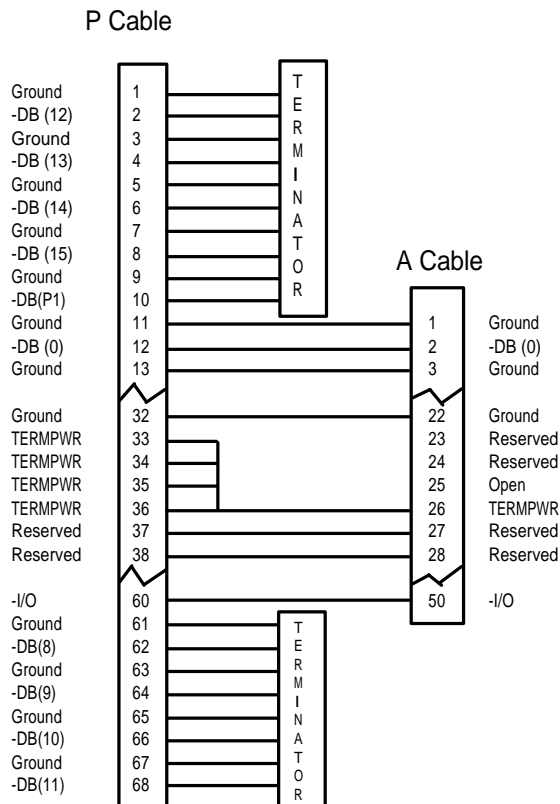 P Cable
Ground 1
-DB (12) 2
Ground 3
-DB (13) 4
Ground 5
-DB (14) 6
Ground 7
-DB (15) 8
Ground 9
-DB(P1) 10
TERMINATOR
A Cable
Ground 11 1 Ground
-DB (0) 12 2 -DB (0)
Ground 13 3 Ground
Ground 32 22 Ground
TERMPWR 33 23 Reserved
TERMPWR 34 24 Reserved
TERMPWR 35 25 Open
TERMPWR 36 26 TERMPWR
Reserved 37 27 Reserved
Reserved 38 28 Reserved
-I/O 60 50 -I/O
Ground 61
-DB(8) 62
Ground 63
-DB(9) 64
Ground 65
-DB(10) 66
Ground 67
-DB(11) 68
TERMINATOR